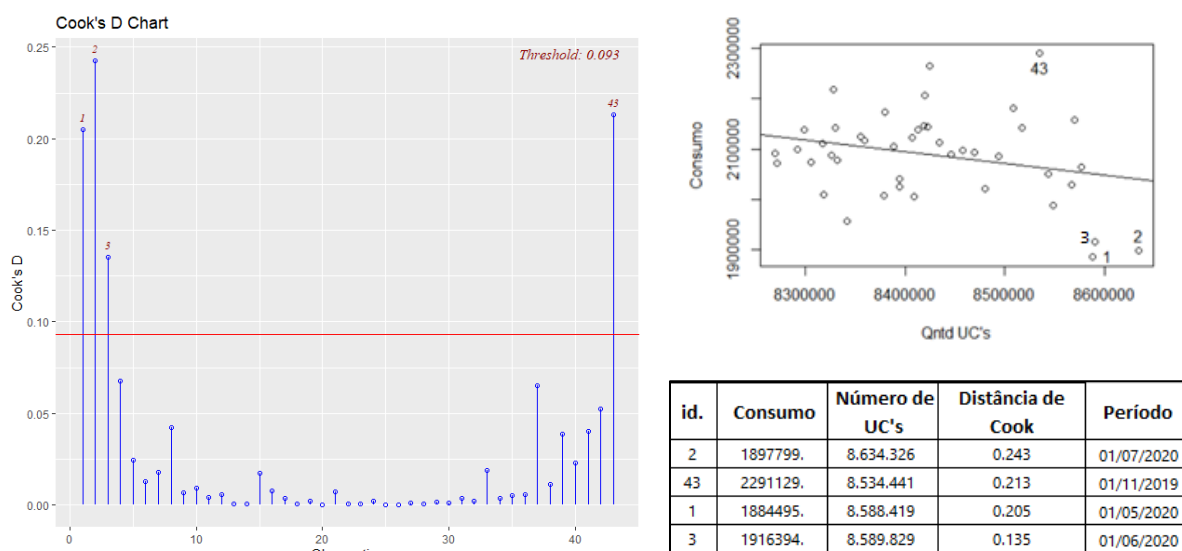 Cook's D Chart
Threshold: 0.093
0.25
0.20
0.15
0.10
0.05
0.00
Cook's D
1
2
3
43
0
10
20
30
40
2300000
2100000
1900000
Consumo
43
3
2
1
8300000
8400000
8500000
8600000
Qntd UC's
id. Consumo Número de UC's Distância de Cook Período
2 1897799. 8.634.326 0.243 01/07/2020
43 2291129. 8.534.441 0.213 01/11/2019
1 1884495. 8.588.419 0.205 01/05/2020
3 1916394. 8.589.829 0.135 01/06/2020